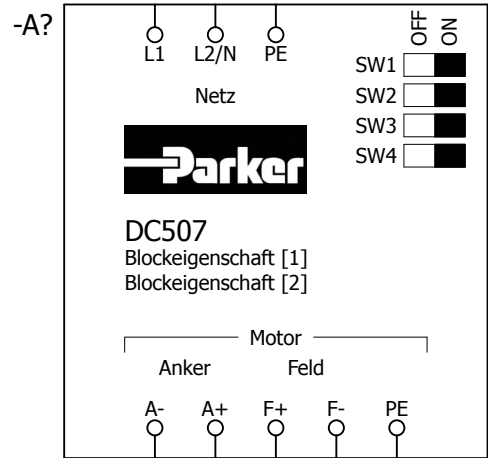 -A?
OFF ON
L1 L2/N PE
SW1
Netz
SW2
SW3
SW4
Parker
DC507
Blockeigenschaft [1]
Blockeigenschaft [2]
Motor
Anker Feld
A- A+ F+ F- PE